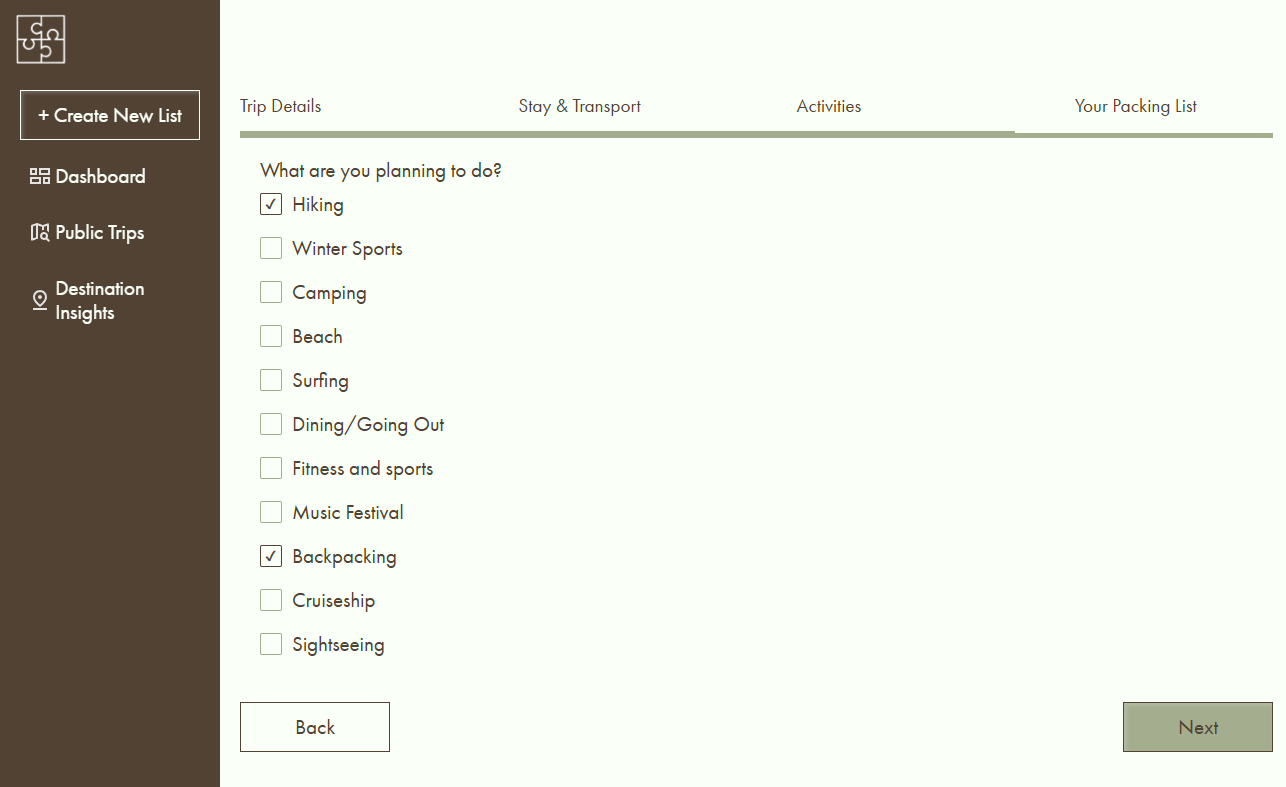 + Create New List
Dashboard
Public Trips
Destination
Insights
Trip Details
Stay & Transport
Activities
Your Packing List
What are you planning to do?
Hiking
Winter Sports
Camping
Beach
Surfing
Dining/Going Out
Fitness and sports
Music Festival
Backpacking
Cruiseship
Sightseeing
Back
Next